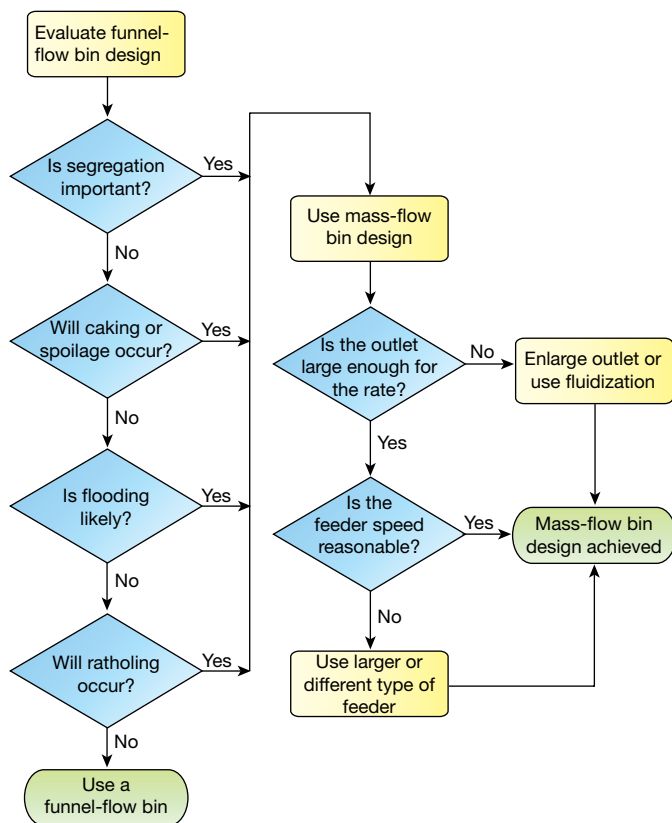 Evaluate funnel-
flow bin design
Is segregation
important?
Yes
No
Will caking or
spoilage occur?
Yes
No
Is flooding
likely?
Yes
No
Will ratholing
occur?
Yes
No
Use a
funnel-flow bin
Use mass-flow
bin design
Is the outlet
large enough for
the rate?
No
Enlarge outlet or
use fluidization
Yes
Is the
feeder speed
reasonable?
Yes
Mass-flow bin
design achieved
No
Use larger or
different type of
feeder